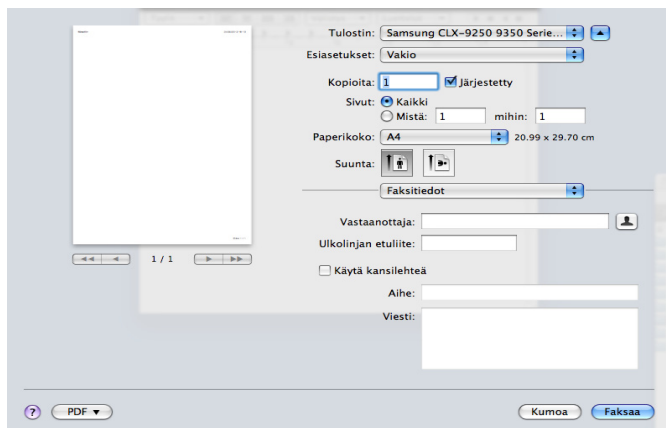 Tulostin: Samsung CLX-9250 9350 Serie...
Esiasetukset: Vakio
Kopioita: 1 Järjestetty
Sivut: Kaikki
Mistä: 1 mihin: 1
Paperikoko: A4 20.99 x 29.70 cm
Suunta:
Faksitiedot
Vastaanottaja:
Ulkolinjan etuliite:
1 / 1
Käytä kansilehteä
Aihe:
Viesti:
? PDF Kumoa Faksaa